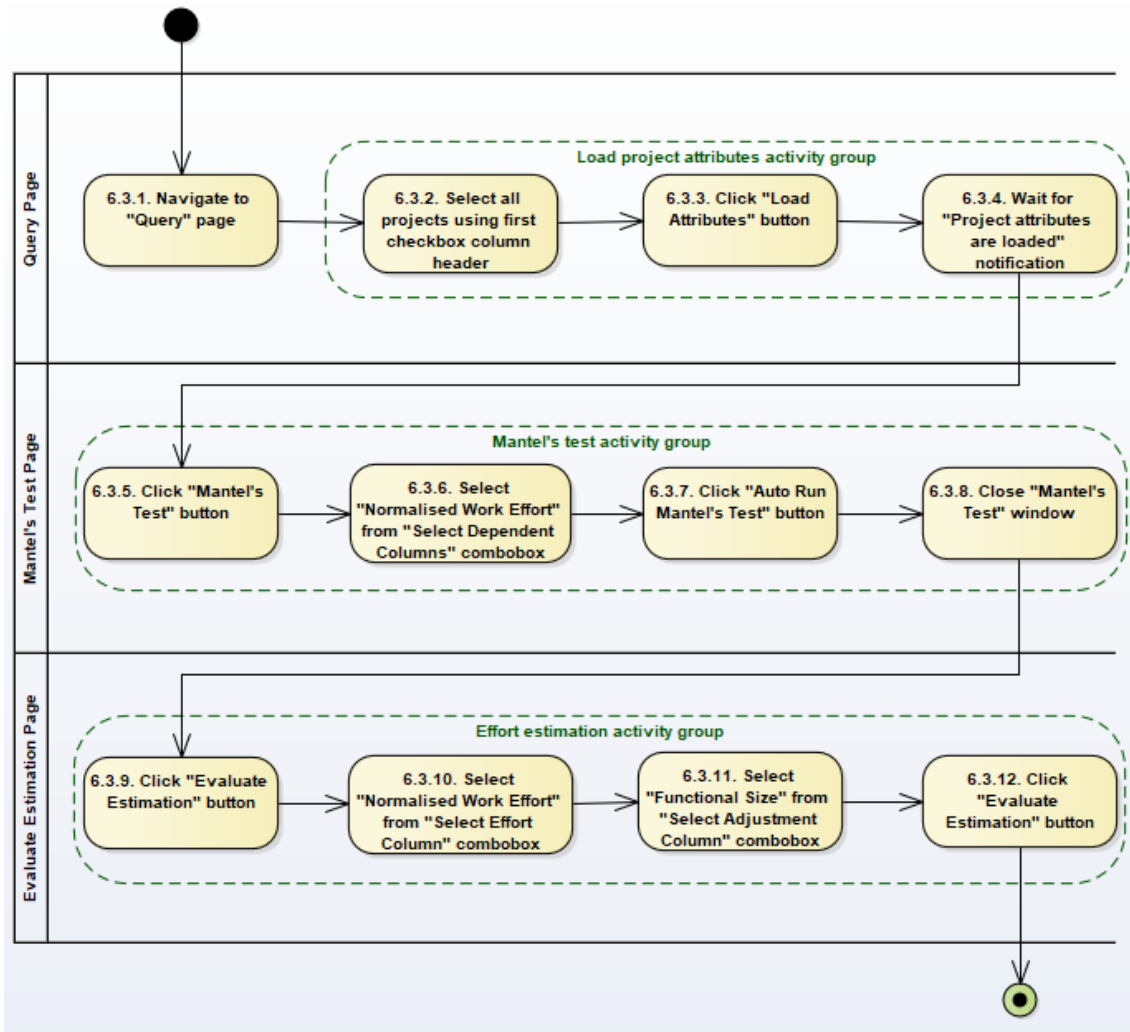 Query Page
Load project attributes activity group
6.3.1. Navigate to
"Query" page
6.3.2. Select all
projects using first
checkbox column
header
6.3.3. Click "Load
Attributes" button
6.3.4. Wait for
"Project attributes
are loaded"
notification
Mantel's Test Page
Mantel's test activity group
6.3.5. Click "Mantel's
Test" button
6.3.6. Select
"Normalised Work Effort"
from "Select Dependent
Columns" combobox
6.3.7. Click "Auto Run
Mantel's Test" button
6.3.8. Close "Mantel's
Test" window
Evaluate Estimation Page
Effort estimation activity group
6.3.9. Click "Evaluate
Estimation" button
6.3.10. Select
"Normalised Work Effort"
from "Select Effort
Column" combobox
6.3.11. Select
"Functional Size" from
"Select Adjustment
Column" combobox
6.3.12. Click
"Evaluate
Estimation" button